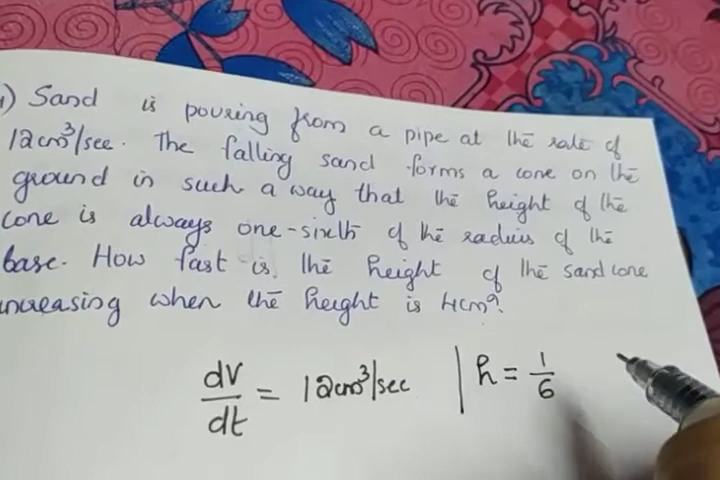 1) Sand is pouring from a pipe at the rate of
12cm³/sec. The falling sand forms a cone on the
ground in such a way that the height of the
cone is always one-sixth of the radius of the
base. How fast is the height of the sand cone
increasing when the height is 4cm?
dV/dt = 12cm³/sec | h = 1/6